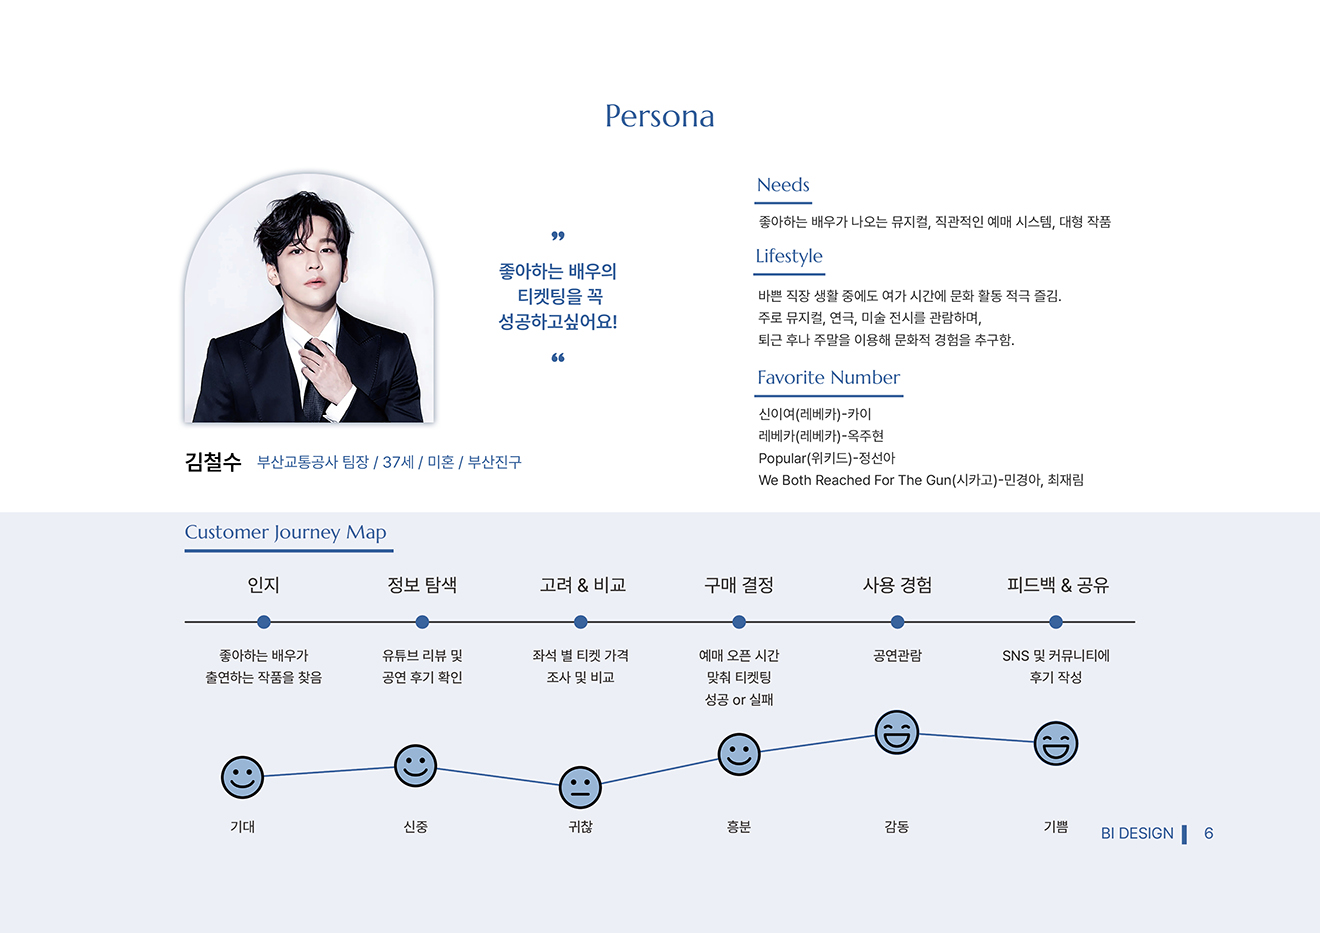 Persona
”
좋아하는 배우의
티켓팅을 꼭
성공하고싶어요!
“
김철수 부산교통공사 팀장 / 37세 / 미혼 / 부산진구
Needs
좋아하는 배우가 나오는 뮤지컬, 직관적인 예매 시스템, 대형 작품
Lifestyle
바쁜 직장 생활 중에도 여가 시간에 문화 활동 적극 즐김.
주로 뮤지컬, 연극, 미술 전시를 관람하며,
퇴근 후나 주말을 이용해 문화적 경험을 추구함.
Favorite Number
신이여(레베카)-카이
레베카(레베카)-옥주현
Popular(위키드)-정선아
We Both Reached For The Gun(시카고)-민경아, 최재림
Customer Journey Map
인지
정보 탐색
고려 & 비교
구매 결정
사용 경험
피드백 & 공유
좋아하는 배우가
출연하는 작품을 찾음
유튜브 리뷰 및
공연 후기 확인
좌석 별 티켓 가격
조사 및 비교
예매 오픈 시간
맞춰 티켓팅
성공 or 실패
공연관람
SNS 및 커뮤니티에
후기 작성
기대
신중
귀찮
흥분
감동
기쁨
BI DESIGN 6